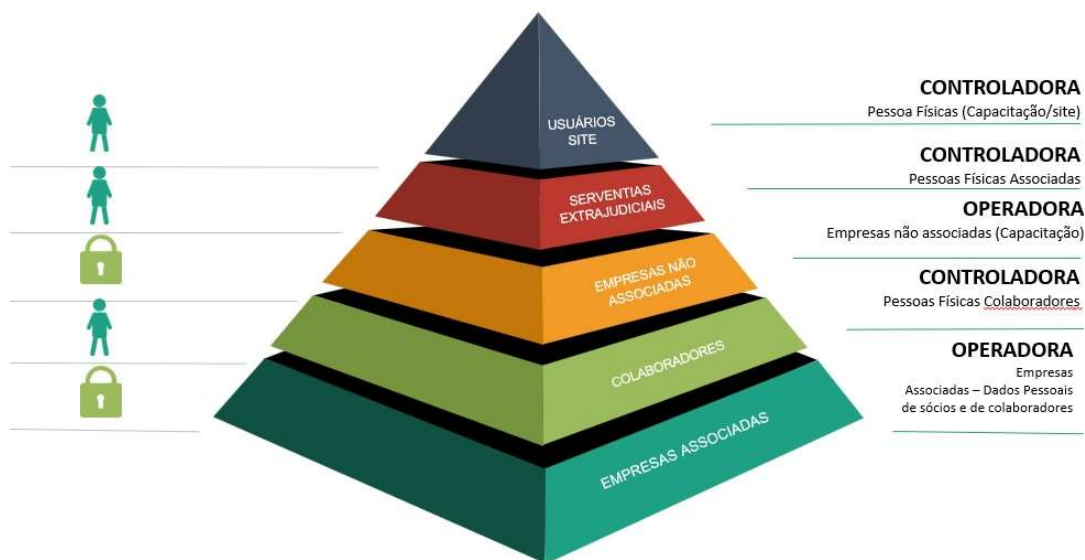 USUÁRIOS
SITE
SERVENTIAS
EXTRAJUDICIAIS
EMPRESAS NÃO
ASSOCIADAS
COLABORADORES
EMPRESAS ASSOCIADAS
CONTROLADORA
Pessoa Físicas (Capacitação/site)
CONTROLADORA
Pessoas Físicas Associadas
OPERADORA
Empresas não associadas (Capacitação)
CONTROLADORA
Pessoas Físicas Colaboradores
OPERADORA
Empresas
Associadas – Dados Pessoais
de sócios e de colaboradores